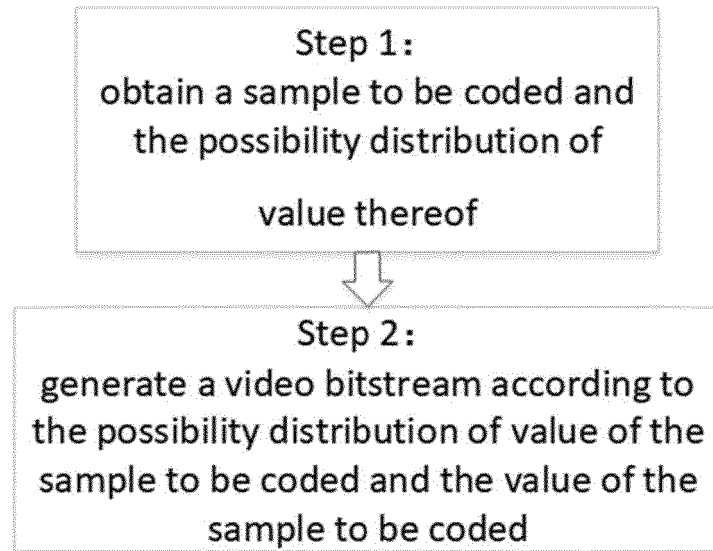 Step 1：
obtain a sample to be coded and
the possibility distribution of
value thereof
Step 2：
generate a video bitstream according to
the possibility distribution of value of the
sample to be coded and the value of the
sample to be coded